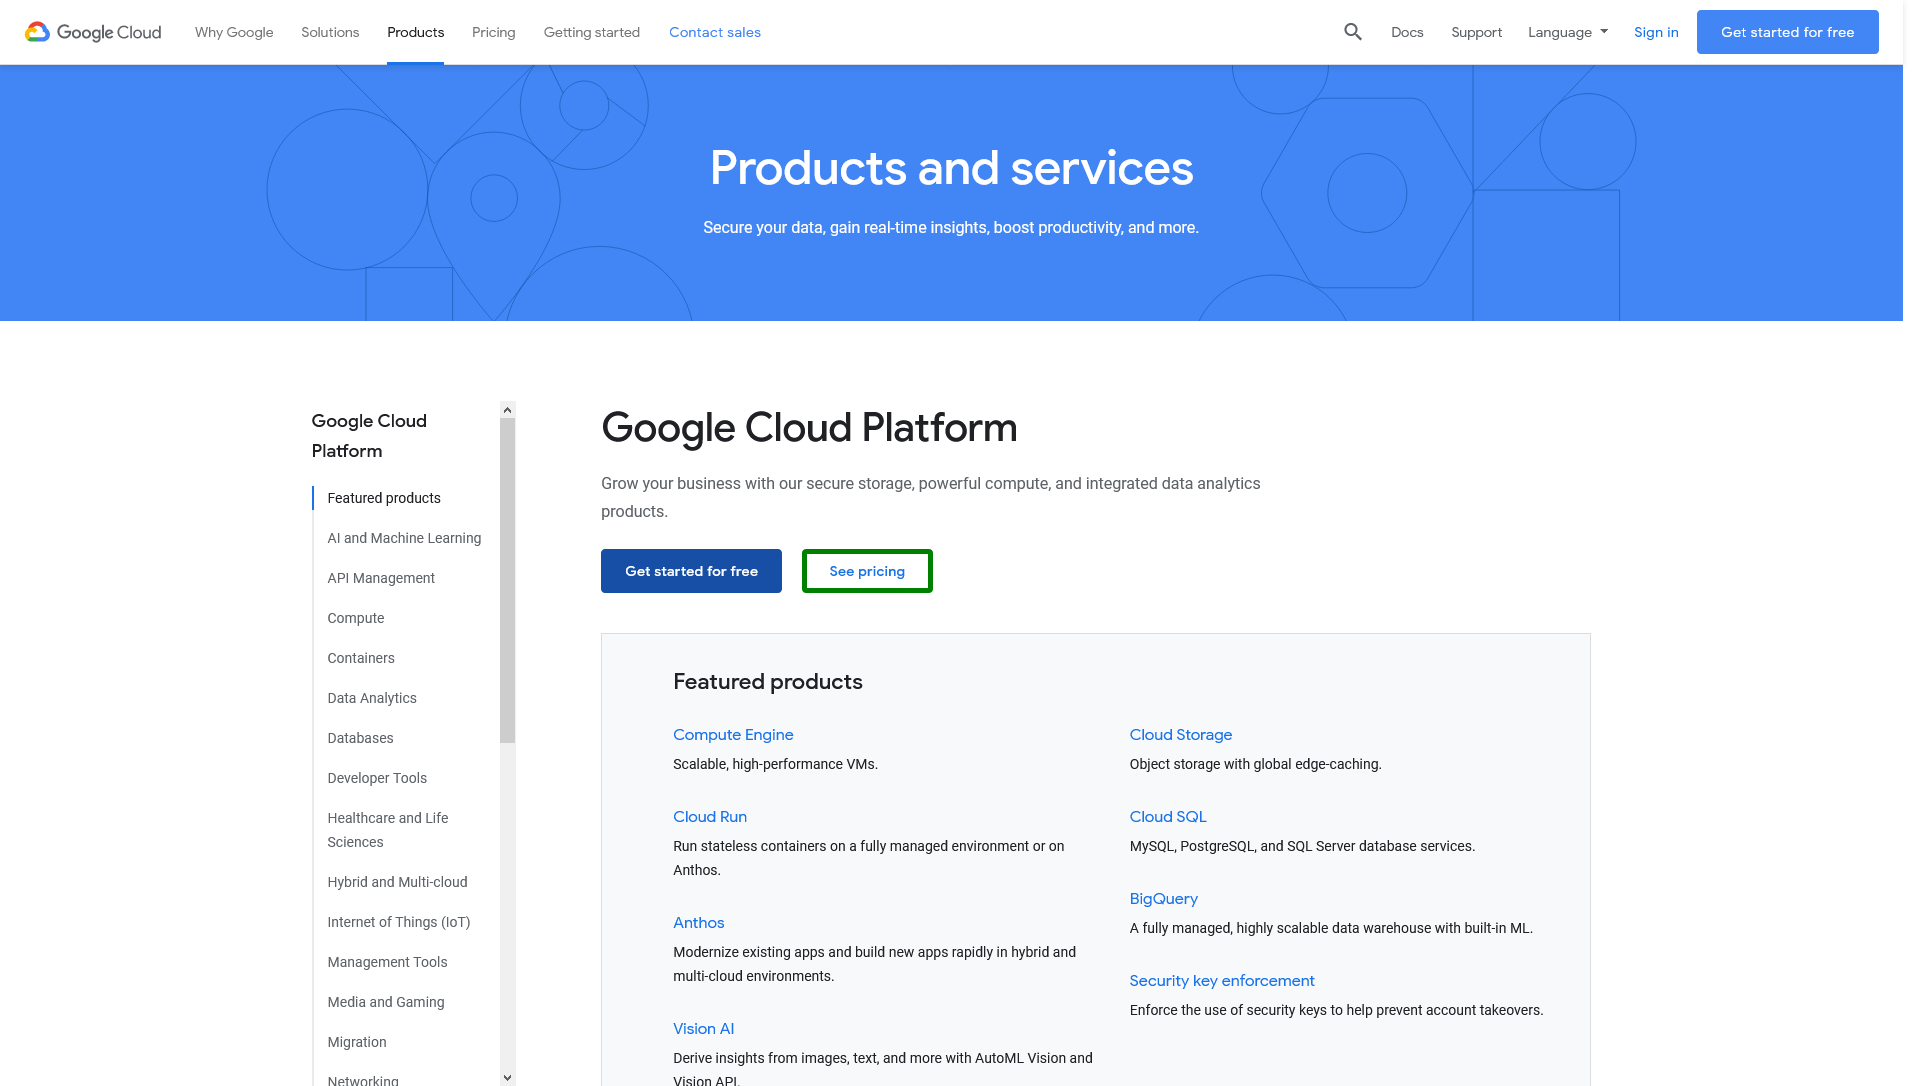 Google Cloud
Why Google
Solutions
Products
Pricing
Getting started
Contact sales
Docs
Support
Language
Sign in
Get started for free
Products and services
Secure your data, gain real-time insights, boost productivity, and more.
Google Cloud
Platform
Featured products
AI and Machine Learning
API Management
Compute
Containers
Data Analytics
Databases
Developer Tools
Healthcare and Life
Sciences
Hybrid and Multi-cloud
Internet of Things (IoT)
Management Tools
Media and Gaming
Migration
Networking
Google Cloud Platform
Grow your business with our secure storage, powerful compute, and integrated data analytics
products.
Get started for free
See pricing
Featured products
Compute Engine
Scalable, high-performance VMs.
Cloud Run
Run stateless containers on a fully managed environment or on
Anthos.
Anthos
Modernize existing apps and build new apps rapidly in hybrid and
multi-cloud environments.
Vision AI
Derive insights from images, text, and more with AutoML Vision and
Vision API.
Cloud Storage
Object storage with global edge-caching.
Cloud SQL
MySQL, PostgreSQL, and SQL Server database services.
BigQuery
A fully managed, highly scalable data warehouse with built-in ML.
Security key enforcement
Enforce the use of security keys to help prevent account takeovers.